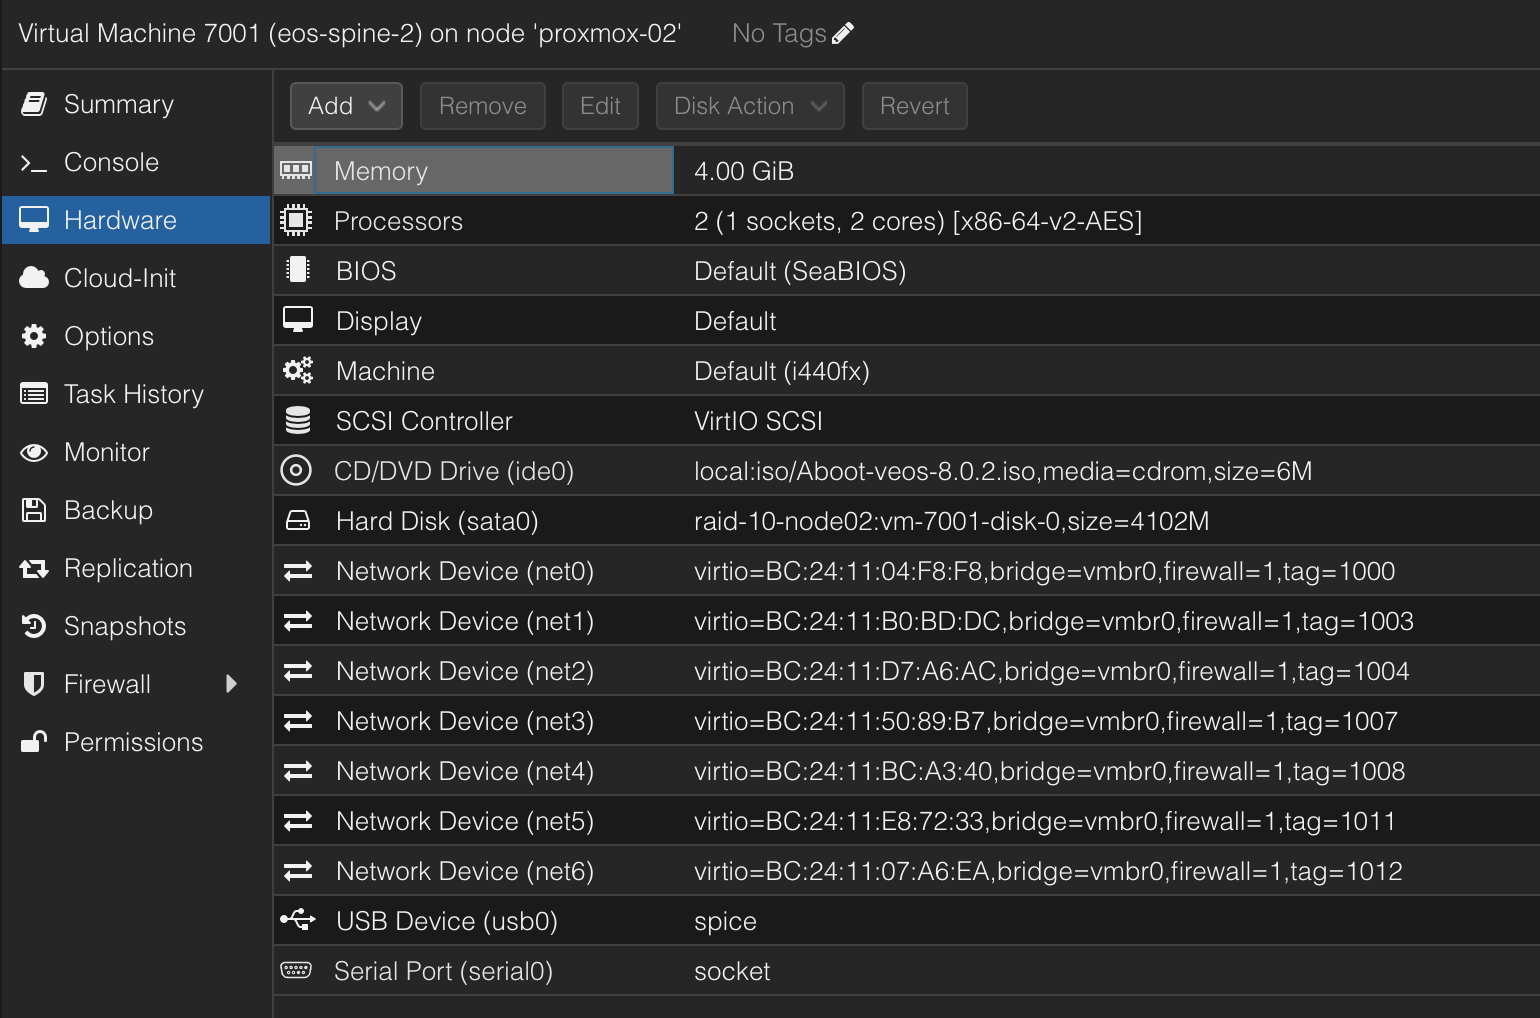 Virtual Machine 7001 (eos-spine-2) on node 'proxmox-02' No Tags
Summary
Console
Hardware
Cloud-Init
Options
Task History
Monitor
Backup
Replication
Snapshots
Firewall
Permissions
Add Remove Edit Disk Action Revert
Memory 4.00 GiB
Processors 2 (1 sockets, 2 cores) [x86-64-v2-AES]
BIOS Default (SeaBIOS)
Display Default
Machine Default (i440fx)
SCSI Controller VirtIO SCSI
CD/DVD Drive (ide0) local:iso/Aboot-veos-8.0.2.iso,media=cdrom,size=6M
Hard Disk (sata0) raid-10-node02:vm-7001-disk-0,size=4102M
Network Device (net0) virtio=BC:24:11:04:F8:F8,bridge=vmbr0,firewall=1,tag=1000
Network Device (net1) virtio=BC:24:11:B0:BD:DC,bridge=vmbr0,firewall=1,tag=1003
Network Device (net2) virtio=BC:24:11:D7:A6:AC,bridge=vmbr0,firewall=1,tag=1004
Network Device (net3) virtio=BC:24:11:50:89:B7,bridge=vmbr0,firewall=1,tag=1007
Network Device (net4) virtio=BC:24:11:BC:A3:40,bridge=vmbr0,firewall=1,tag=1008
Network Device (net5) virtio=BC:24:11:E8:72:33,bridge=vmbr0,firewall=1,tag=1011
Network Device (net6) virtio=BC:24:11:07:A6:EA,bridge=vmbr0,firewall=1,tag=1012
USB Device (usb0) spice
Serial Port (serial0) socket